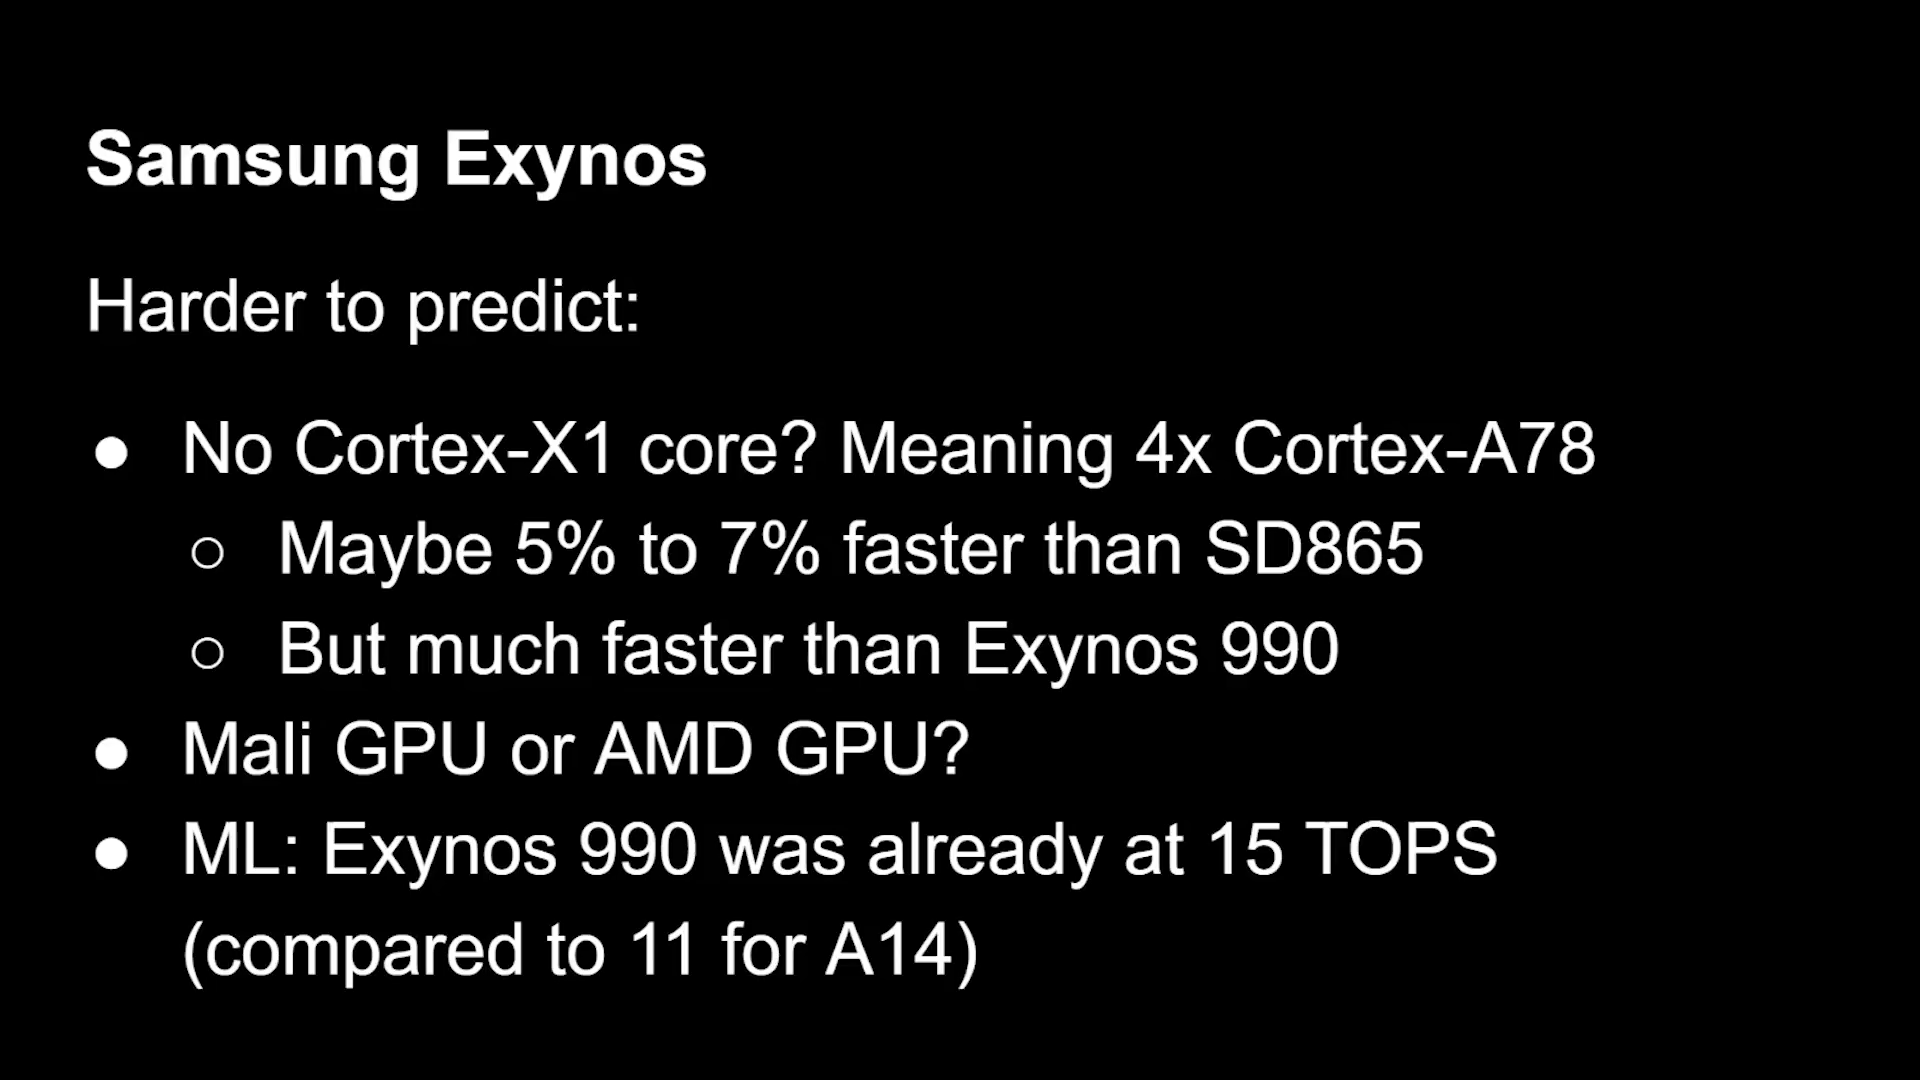 Samsung Exynos
Harder to predict:
● No Cortex-X1 core? Meaning 4x Cortex-A78
○ Maybe 5% to 7% faster than SD865
○ But much faster than Exynos 990
● Mali GPU or AMD GPU?
● ML: Exynos 990 was already at 15 TOPS
(compared to 11 for A14)